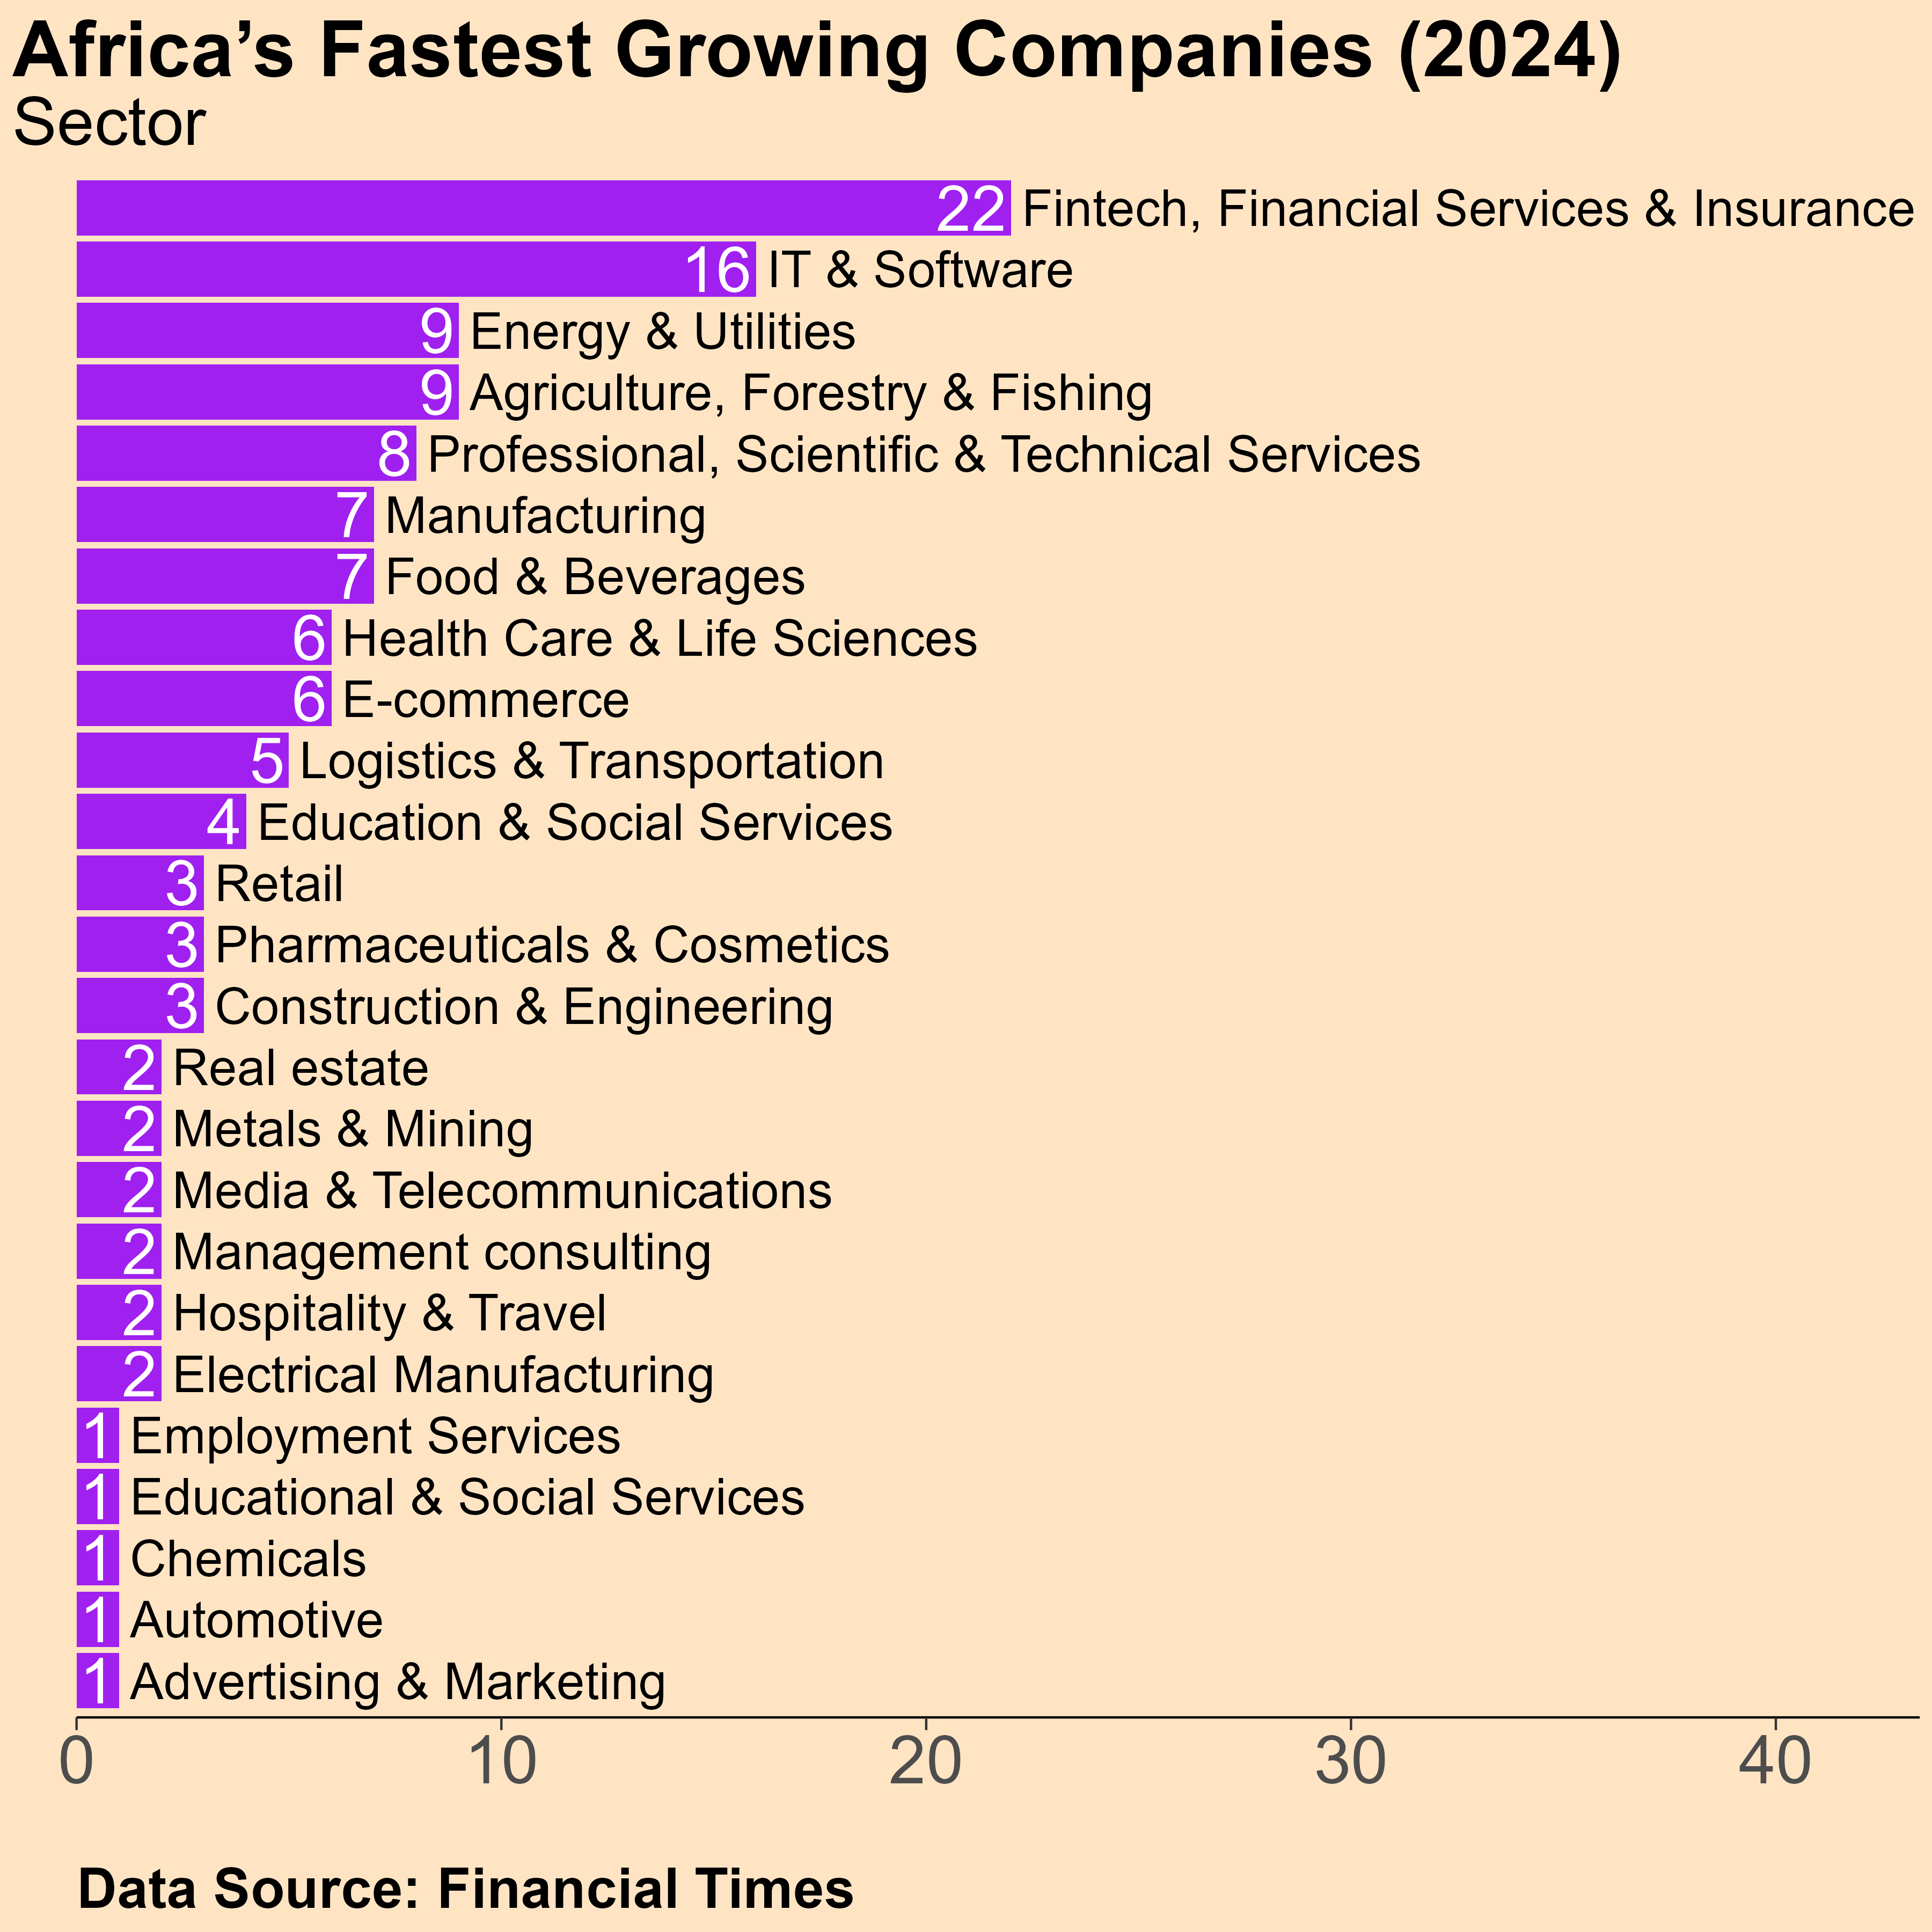 Africa’s Fastest Growing Companies (2024)
Sector
22 Fintech, Financial Services & Insurance
16 IT & Software
9 Energy & Utilities
9 Agriculture, Forestry & Fishing
8 Professional, Scientific & Technical Services
7 Manufacturing
7 Food & Beverages
6 Health Care & Life Sciences
6 E-commerce
5 Logistics & Transportation
4 Education & Social Services
3 Retail
3 Pharmaceuticals & Cosmetics
3 Construction & Engineering
2 Real estate
2 Metals & Mining
2 Media & Telecommunications
2 Management consulting
2 Hospitality & Travel
2 Electrical Manufacturing
1 Employment Services
1 Educational & Social Services
1 Chemicals
1 Automotive
1 Advertising & Marketing
0 10 20 30 40
Data Source: Financial Times